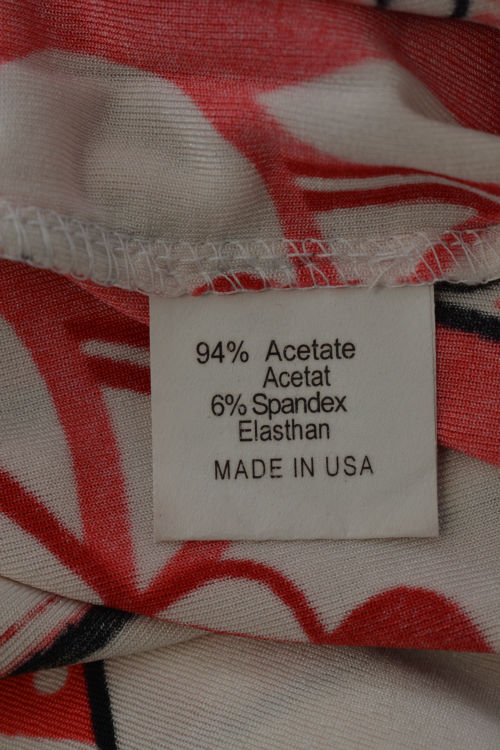 94% Acetate
Acetat
6% Spandex
Elasthan
MADE IN USA